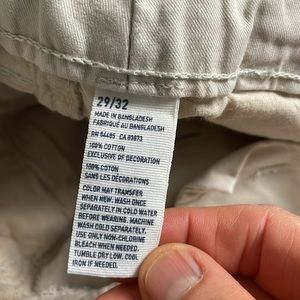 29/32
MADE IN BANGLADESH
FABRIQUÉ AU BANGLADESH
RN 54485 CA 03873
100% COTTON
EXCLUSIVE OF DECORATION
100% COTON
SANS LES DÉCORATIONS
COLOR MAY TRANSFER
WHEN NEW. WASH ONCE
SEPARATELY IN COLD WATER
BEFORE WEARING. MACHINE
WASH COLD SEPARATELY.
USE ONLY NON-CHLORINE
BLEACH WHEN NEEDED.
TUMBLE DRY LOW. COOL
IRON IF NEEDED.